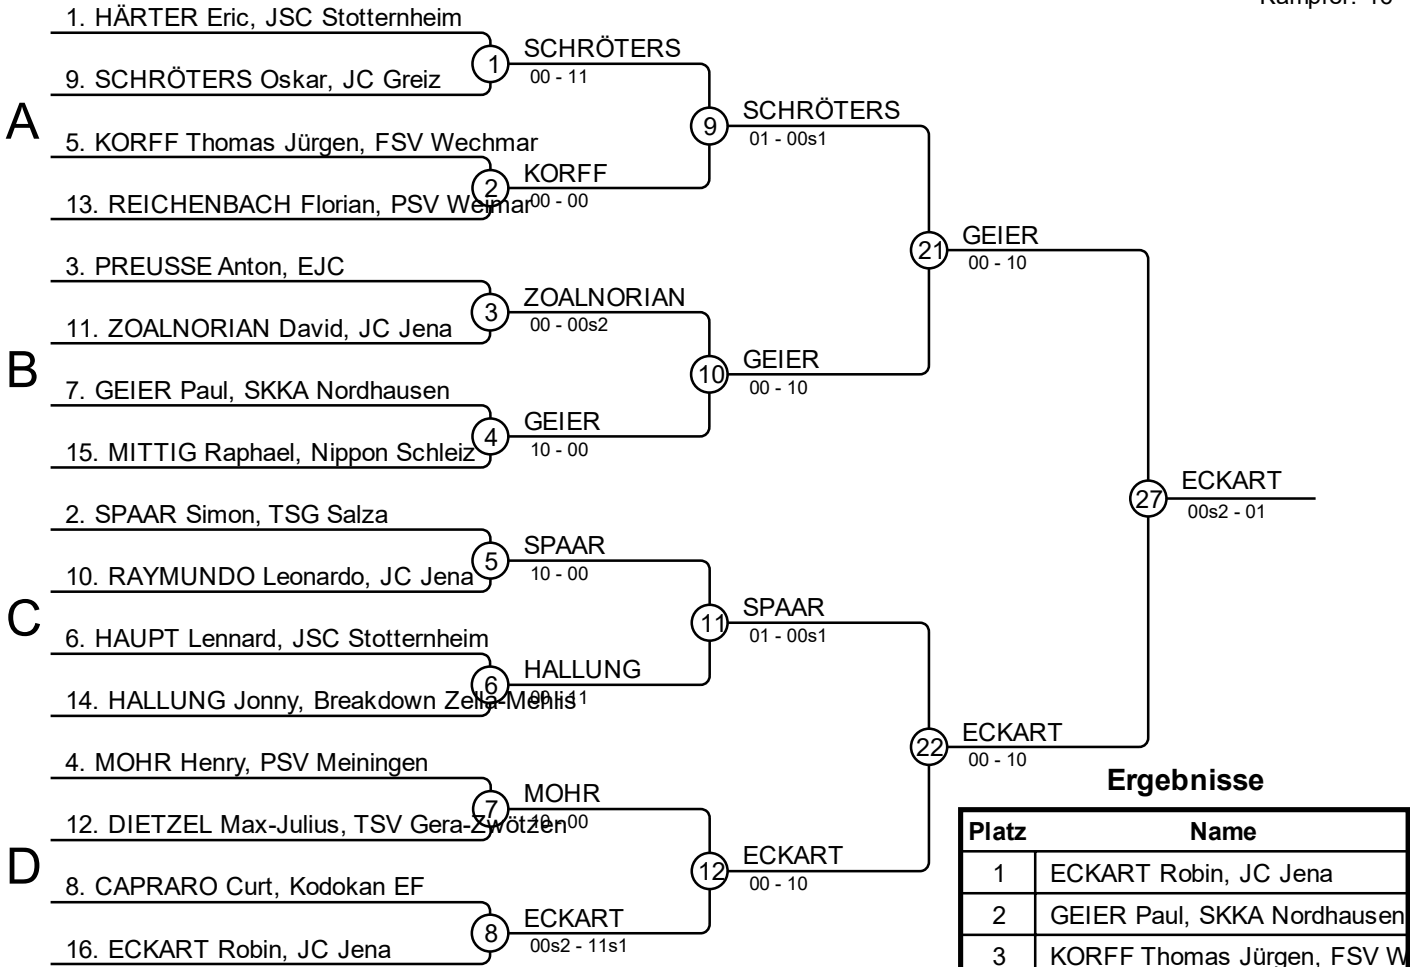 1. HÄRTER Eric, JSC Stotternheim
9. SCHRÖTERS Oskar, JC Greiz
1
SCHRÖTERS
00 - 11
A
5. KORFF Thomas Jürgen, FSV Wechmar
13. REICHENBACH Florian, PSV Weimar
2
KORFF
00 - 00
9
SCHRÖTERS
01 - 00s1
3. PREUSSE Anton, EJC
11. ZOALNORIAN David, JC Jena
3
ZOALNORIAN
00 - 00s2
B
7. GEIER Paul, SKKA Nordhausen
15. MITTIG Raphael, Nippon Schleiz
4
GEIER
10 - 00
10
GEIER
00 - 10
21
GEIER
00 - 10
2. SPAAR Simon, TSG Salza
10. RAYMUNDO Leonardo, JC Jena
5
SPAAR
10 - 00
C
6. HAUPT Lennard, JSC Stotternheim
14. HALLUNG Jonny, Breakdown Zella-Mehlis
6
HALLUNG
00 - 11
11
SPAAR
01 - 00s1
4. MOHR Henry, PSV Meiningen
12. DIETZEL Max-Julius, TSV Gera-Zwötzen
7
MOHR
10 - 00
D
8. CAPRARO Curt, Kodokan EF
16. ECKART Robin, JC Jena
8
ECKART
00s2 - 11s1
12
ECKART
00 - 10
22
ECKART
00 - 10
27
ECKART
00s2 - 01
Ergebnisse
Platz Name
1 ECKART Robin, JC Jena
2 GEIER Paul, SKKA Nordhausen
3 KORFF Thomas Jürgen, FSV W